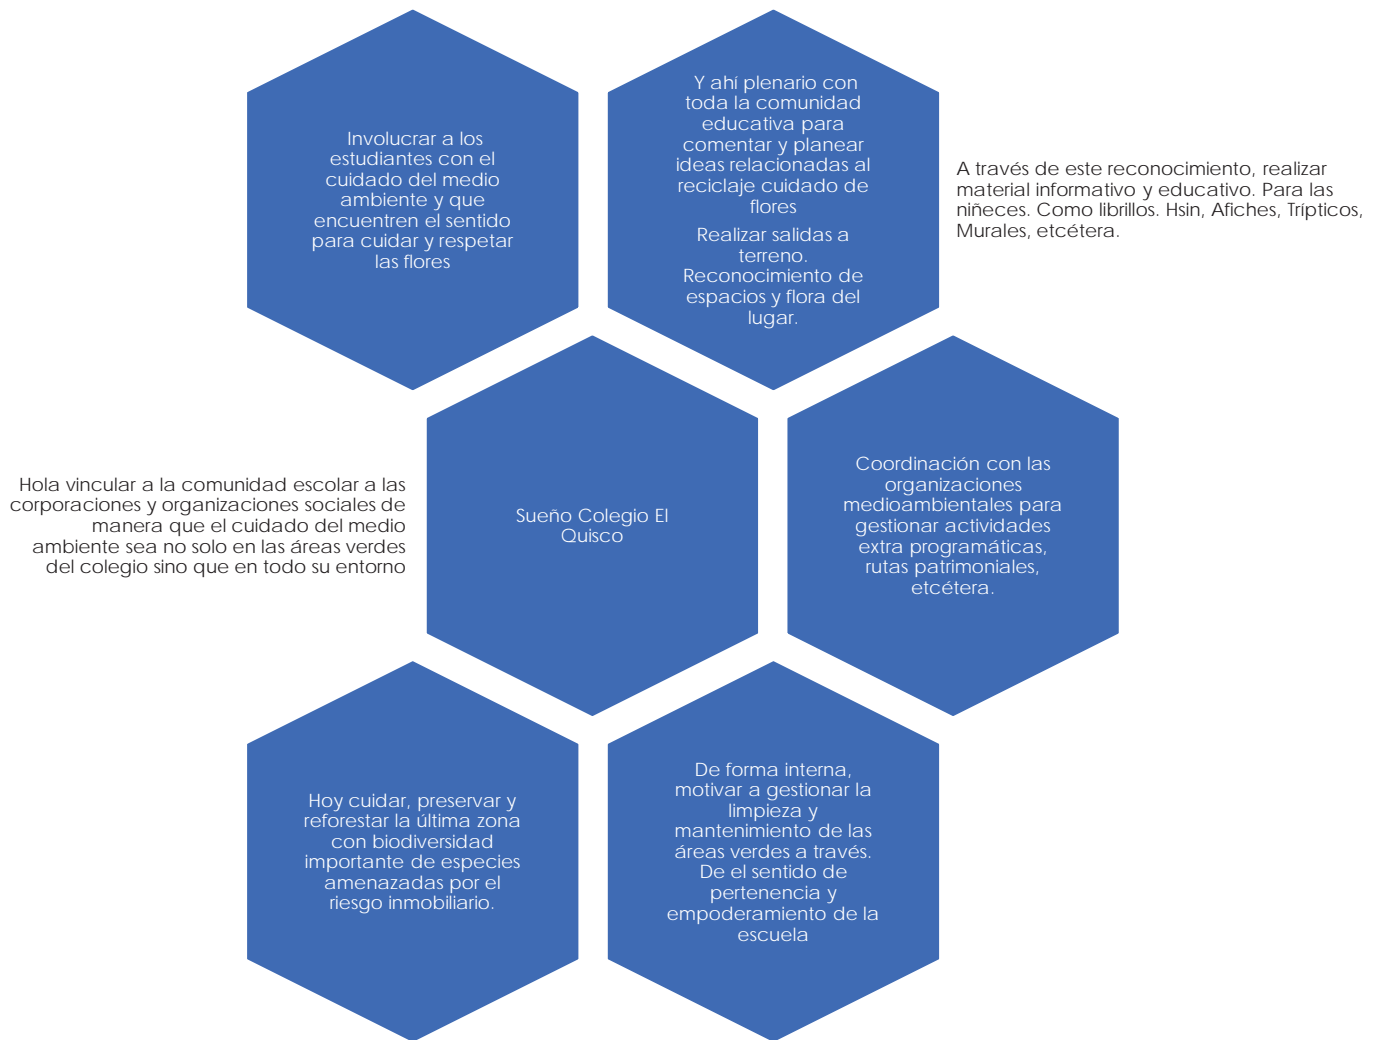 Involucrar a los
estudiantes con el
cuidado del medio
ambiente y que
encuentren el sentido
para cuidar y respetar
las flores
Y ahí plenario con
toda la comunidad
educativa para
comentar y planear
ideas relacionadas al
reciclaje cuidado de
flores
Realizar salidas a
terreno.
Reconocimiento de
espacios y flora del
lugar.
A través de este reconocimiento, realizar
material informativo y educativo. Para las
niñeces. Como librillos. Hsin, Afiches, Trípticos,
Murales, etcétera.
Hola vincular a la comunidad escolar a las
corporaciones y organizaciones sociales de
manera que el cuidado del medio
ambiente sea no solo en las áreas verdes
del colegio sino que en todo su entorno
Sueño Colegio El
Quisco
Coordinación con las
organizaciones
medioambientales para
gestionar actividades
extra programáticas,
rutas patrimoniales,
etcétera.
Hoy cuidar, preservar y
reforestar la última zona
con biodiversidad
importante de especies
amenazadas por el
riesgo inmobiliario.
De forma interna,
motivar a gestionar la
limpieza y
mantenimiento de las
áreas verdes a través.
De el sentido de
pertenencia y
empoderamiento de la
escuela